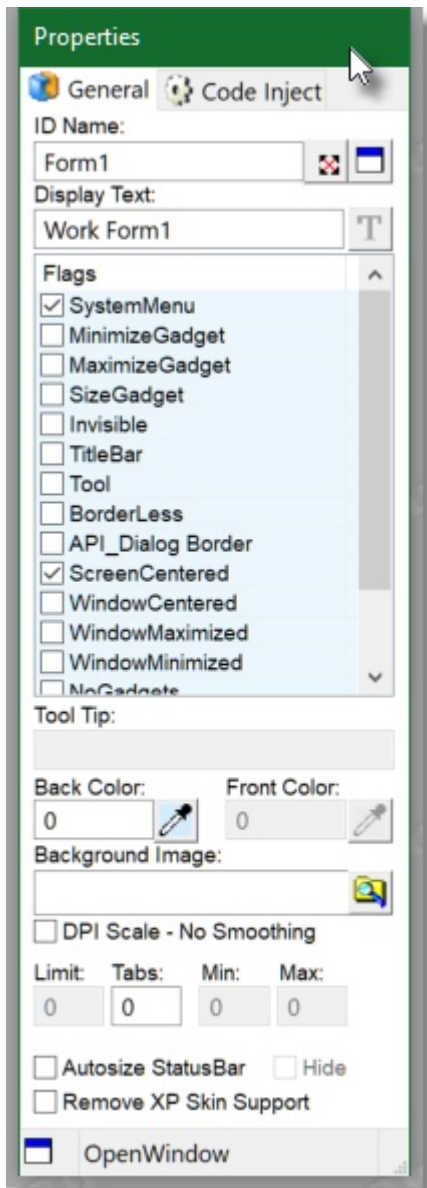 Properties
General Code Inject
ID Name:
Form1
Display Text:
Work Form1
T
Flags
SystemMenu
MinimizeGadget
MaximizeGadget
SizeGadget
Invisible
TitleBar
Tool
BorderLess
API_Dialog Border
ScreenCentered
WindowCentered
WindowMaximized
WindowMinimized
NoGadgets
Tool Tip:
Back Color: Front Color:
0 0
Background Image:
DPI Scale - No Smoothing
Limit: Tabs: Min: Max:
0 0 0 0
Autosize StatusBar Hide
Remove XP Skin Support
OpenWindow